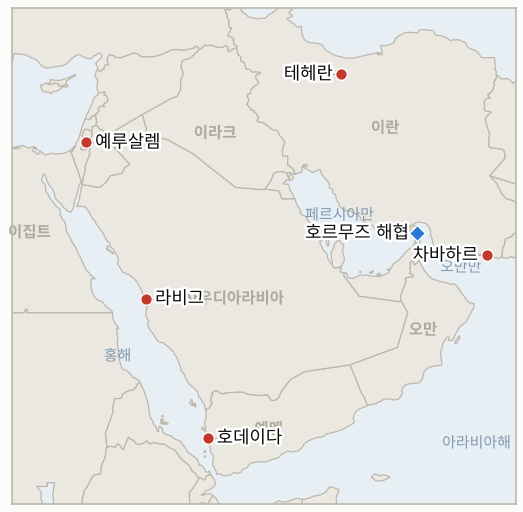 테헤란
이란
이라크
예루살렘
페르시아만
이집트
호르무즈 해협
차바하르
오만만
라비그
사우디아라비아
오만
홍해
예멘
호데이다
아라비아해